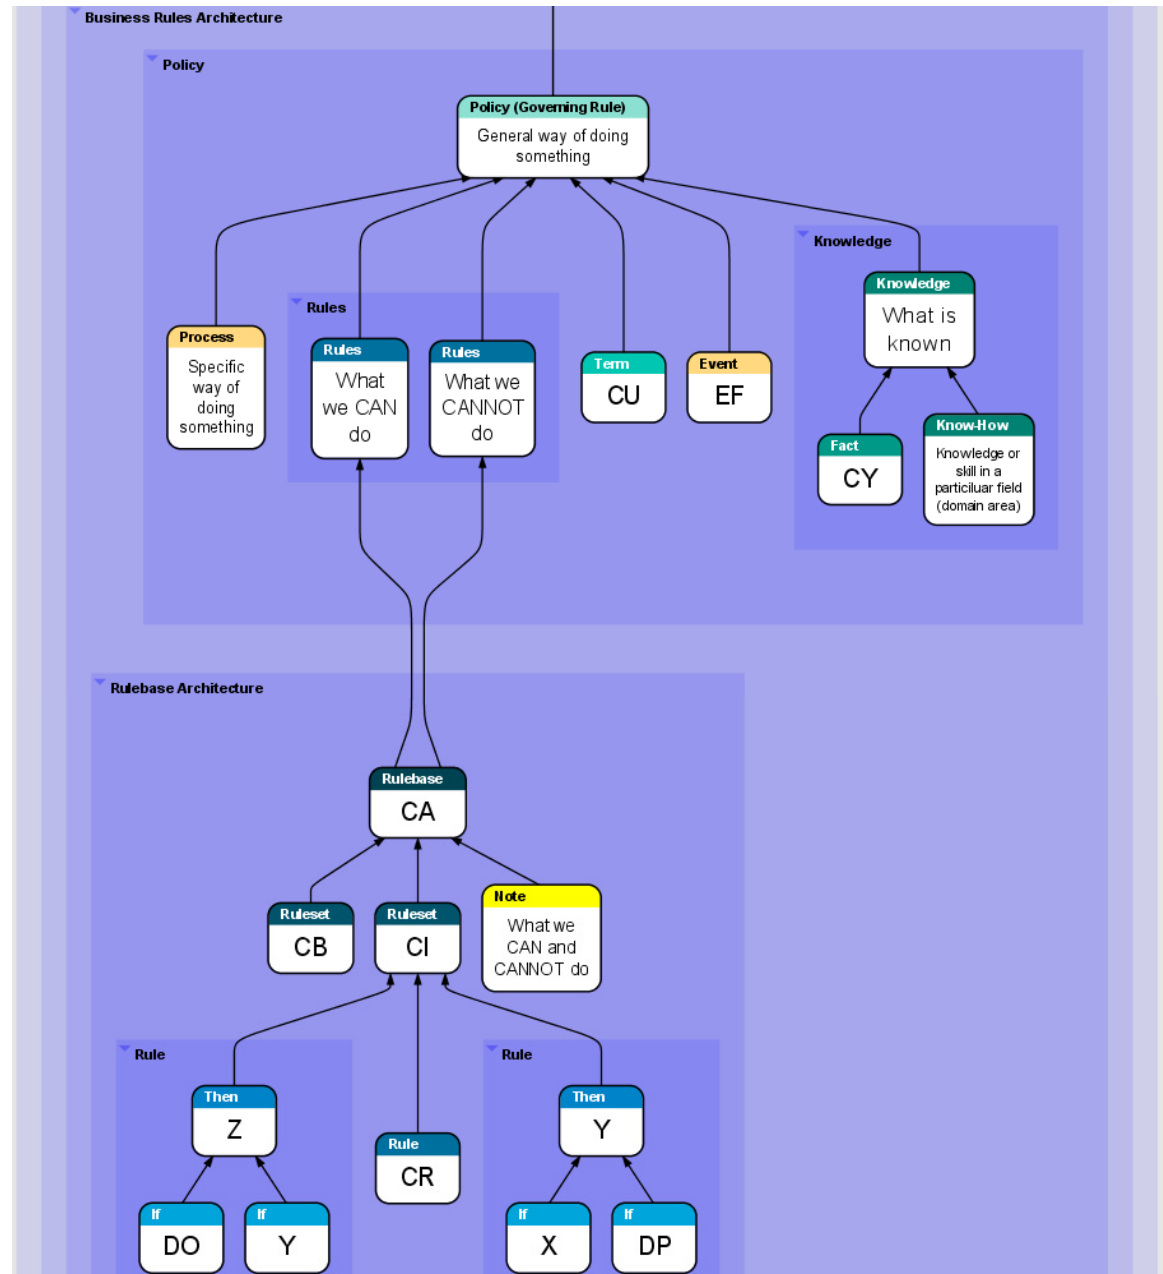 Business Rules Architecture
Policy
Policy (Governing Rule)
General way of doing
something
Knowledge
Knowledge
What is
known
Rules
Process
Specific
way of
doing
something
Rules
What
we CAN
do
Rules
What we
CANNOT
do
Term
CU
Event
EF
Fact
CY
Know-How
Knowledge or
skill in a
particiluar field
(domain area)
Rulebase Architecture
Rulebase
CA
Ruleset
CB
Ruleset
CI
Note
What we
CAN and
CANNOT do
Rule
Then
Z
If
DO
If
Y
Rule
CR
Rule
Then
Y
If
X
If
DP